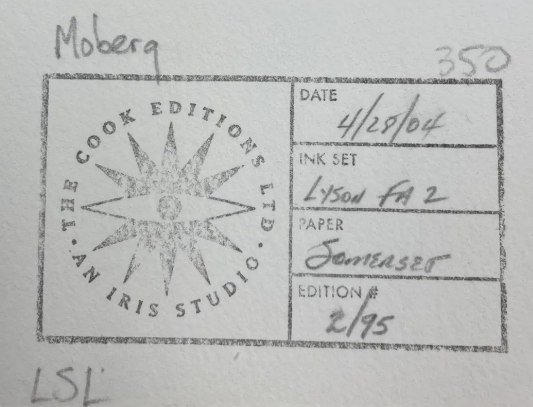 Moberg
350
THE COOK EDITIONS LTD.
· AN IRIS STUDIO ·
DATE
4/28/04
INK SET
LYSON FA 2
PAPER
SOMERSET
EDITION #
2/95
LSL